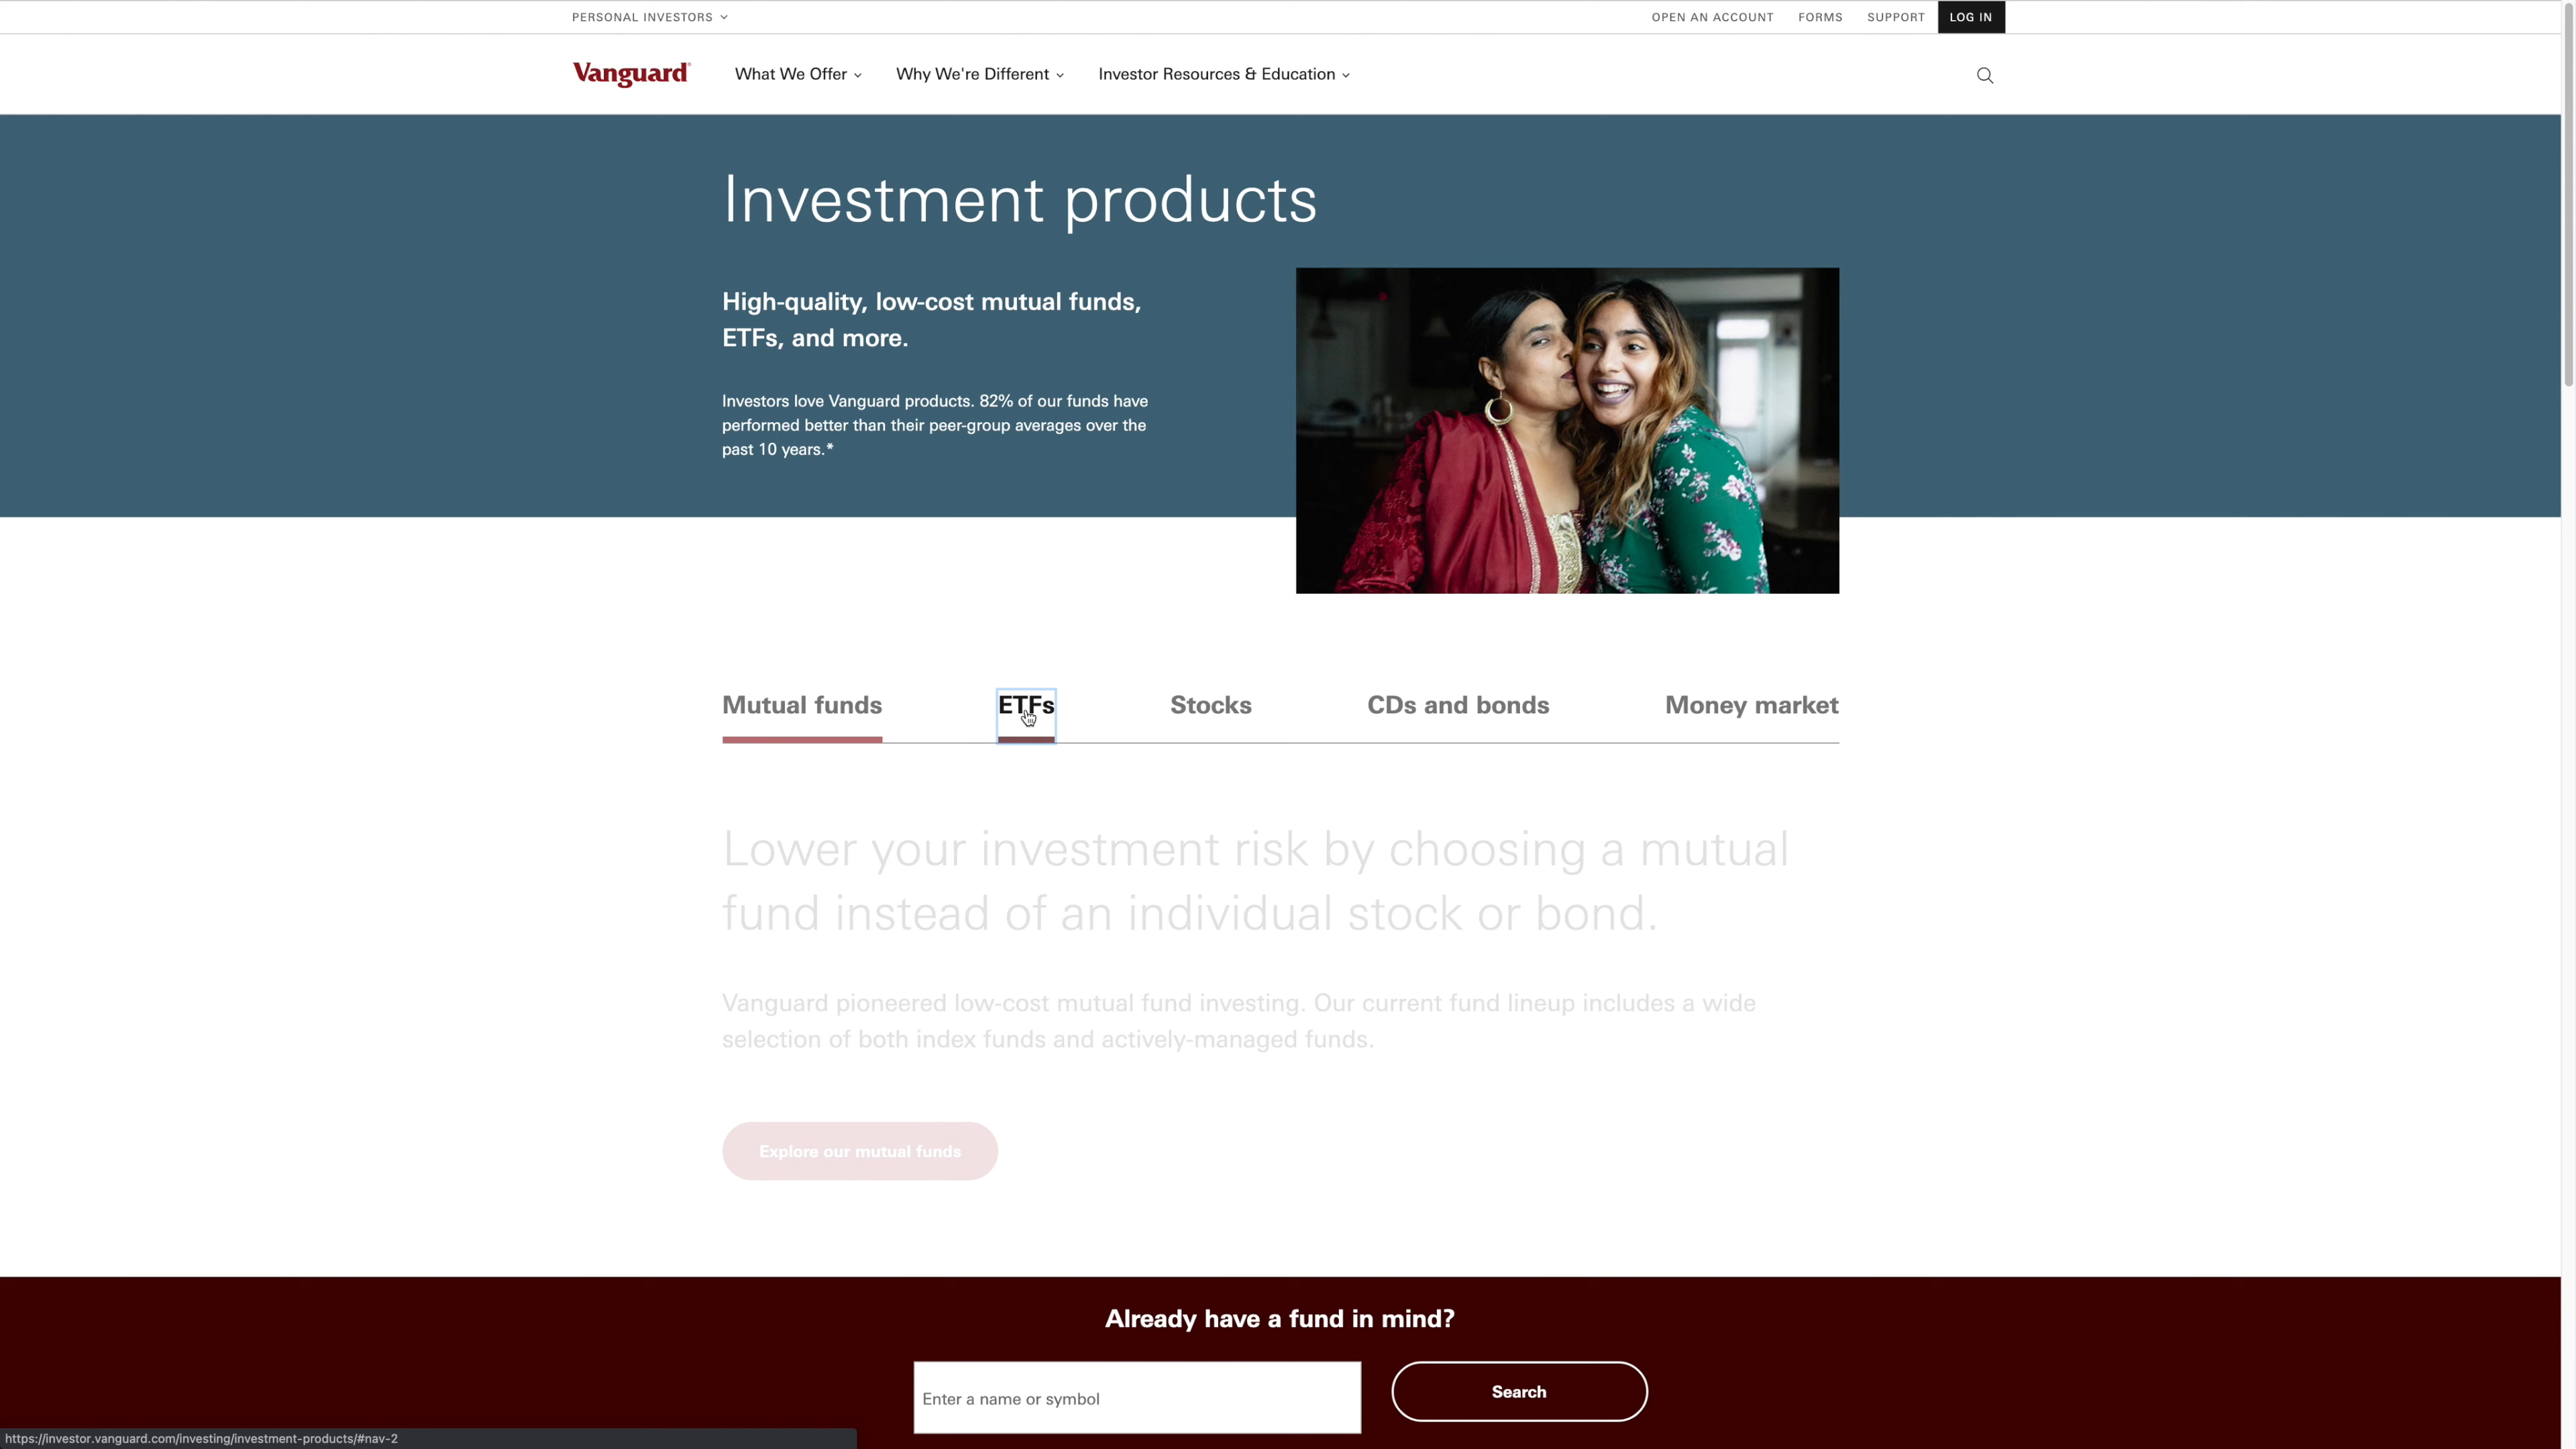 PERSONAL INVESTORS
OPEN AN ACCOUNT FORMS SUPPORT LOG IN
Vanguard What We Offer Why We're Different Investor Resources & Education
Investment products
High-quality, low-cost mutual funds,
ETFs, and more.
Investors love Vanguard products. 82% of our funds have
performed better than their peer-group averages over the
past 10 years.*
Mutual funds ETFs Stocks CDs and bonds Money market
Lower your investment risk by choosing a mutual
fund instead of an individual stock or bond.
Vanguard pioneered low-cost mutual fund investing. Our current fund lineup includes a wide
selection of both index funds and actively-managed funds.
Explore our mutual funds
Already have a fund in mind?
Enter a name or symbol
Search
https://investor.vanguard.com/investing/investment-products/#nav-2